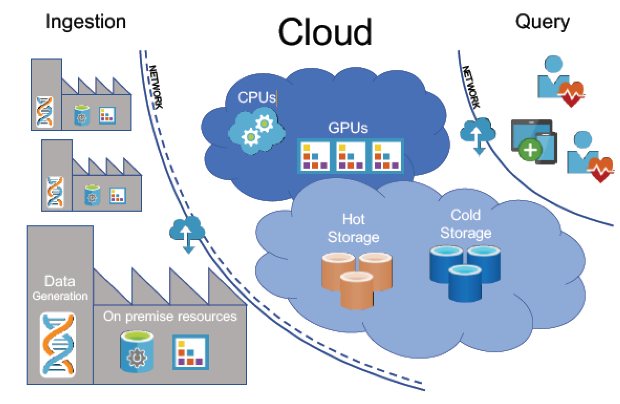 Ingestion
Cloud
Query
NETWORK
NETWORK
CPUs
GPUs
Hot
Storage
Cold
Storage
Data
Generation
On premise resources